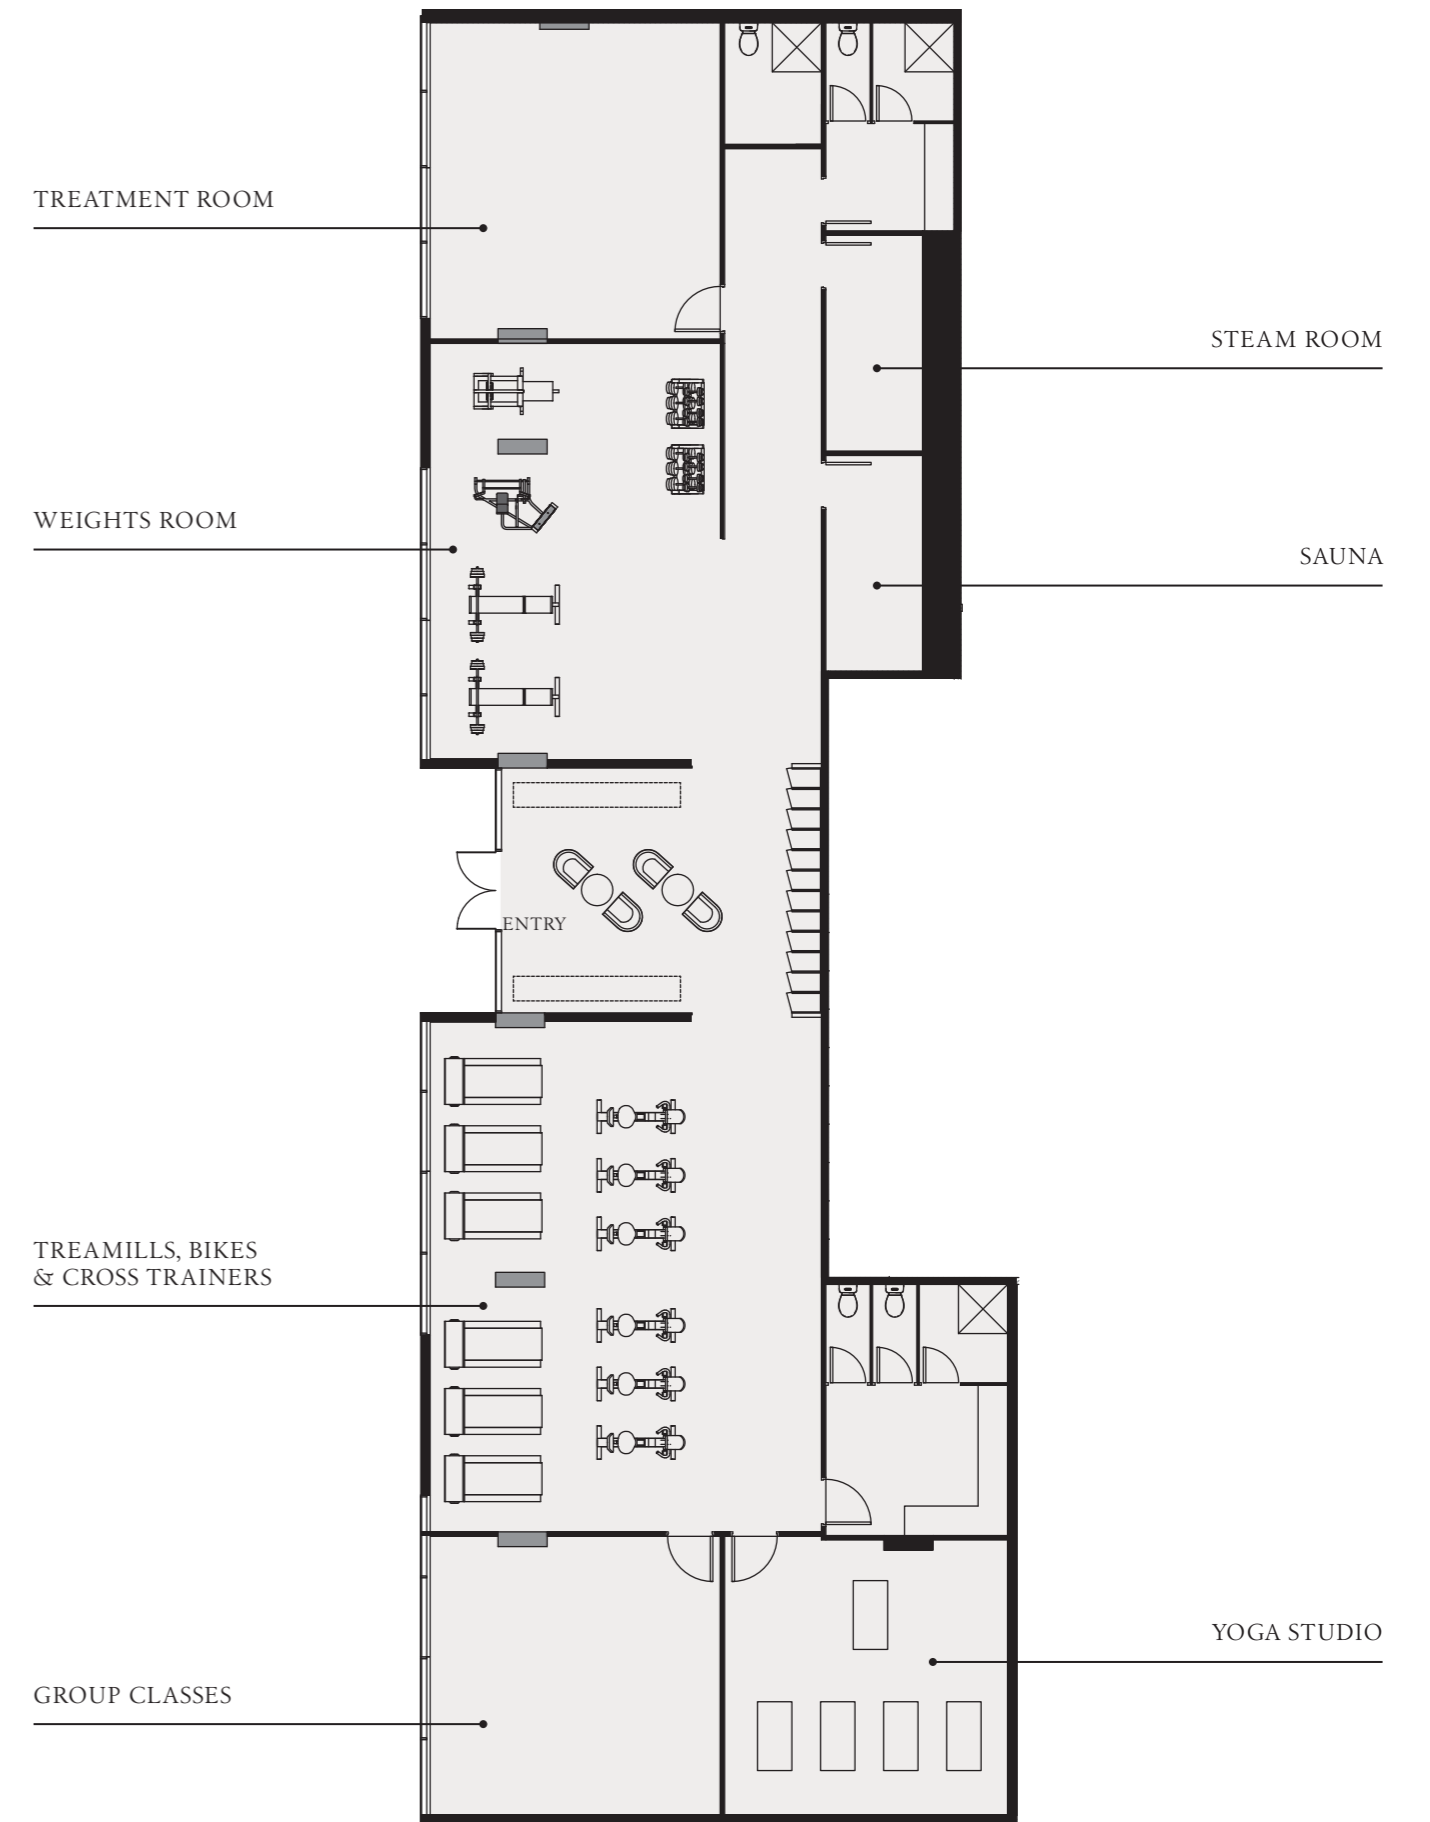 TREATMENT ROOM
STEAM ROOM
WEIGHTS ROOM
SAUNA
ENTRY
TREAMILLS, BIKES
& CROSS TRAINERS
YOGA STUDIO
GROUP CLASSES